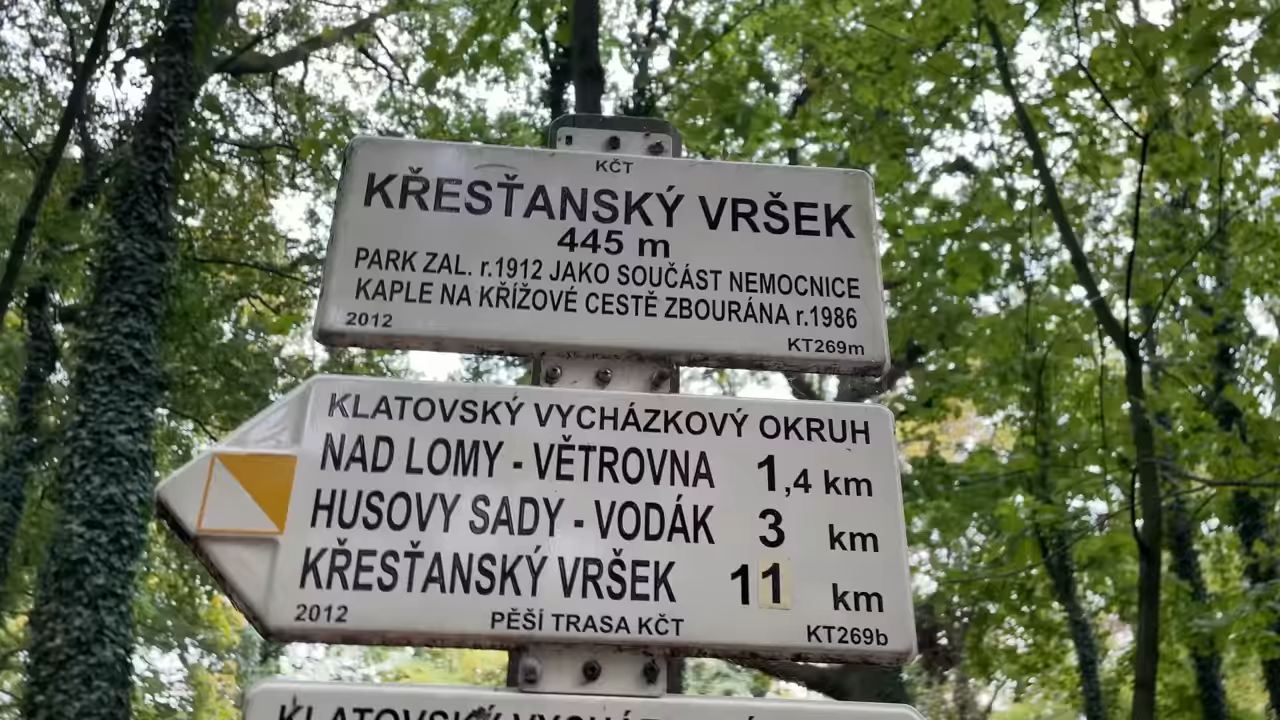 KČT
KŘESŤANSKÝ VRŠEK
445 m
PARK ZAL. r.1912 JAKO SOUČÁST NEMOCNICE
KAPLE NA KŘÍŽOVÉ CESTĚ ZBOURÁNA r.1986
2012 KT269m
KLATOVSKÝ VYCHÁZKOVÝ OKRUH
NAD LOMY - VĚTROVNA 1,4 km
HUSOVY SADY - VODÁK 3 km
KŘESŤANSKÝ VRŠEK 11 km
2012 PĚŠÍ TRASA KČT KT269b
KLATOVSKÝ